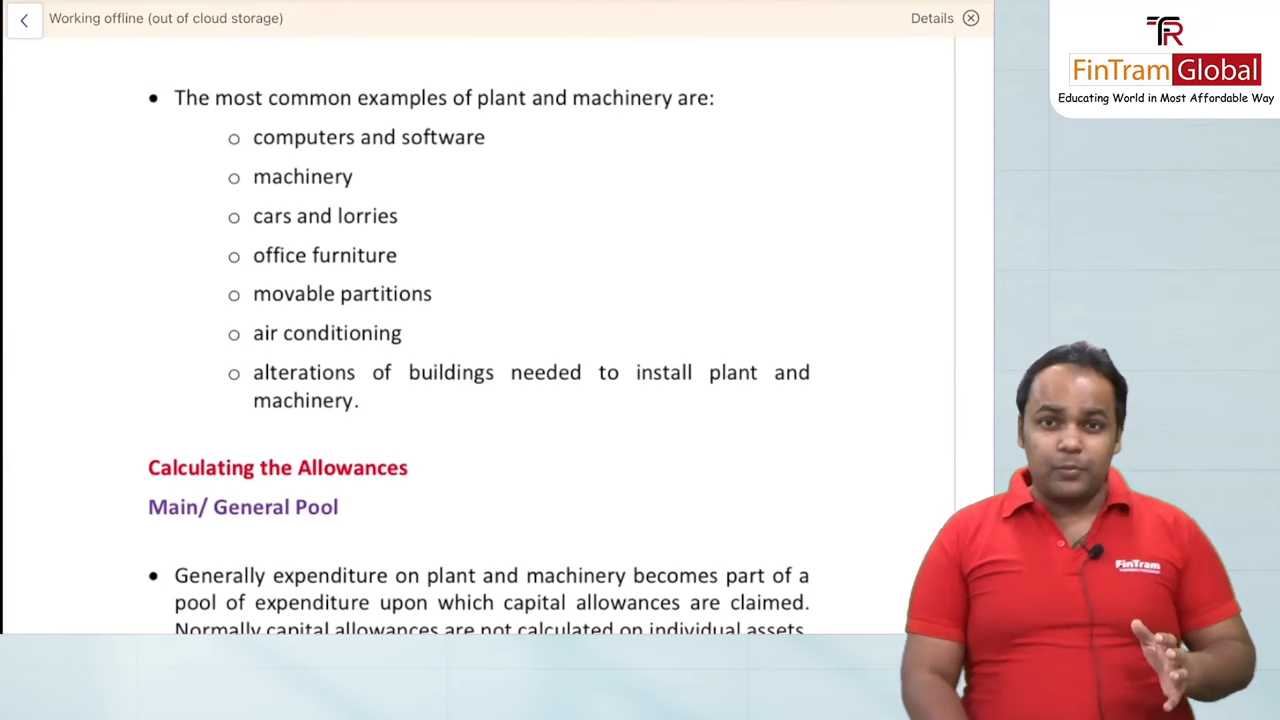 Working offline (out of cloud storage)
Details
FinTram Global
Educating World in Most Affordable Way
• The most common examples of plant and machinery are:
o computers and software
o machinery
o cars and lorries
o office furniture
o movable partitions
o air conditioning
o alterations of buildings needed to install plant and
machinery.
Calculating the Allowances
Main/ General Pool
• Generally expenditure on plant and machinery becomes part of a
pool of expenditure upon which capital allowances are claimed.
Normally capital allowances are not calculated on individual assets.
FinTram